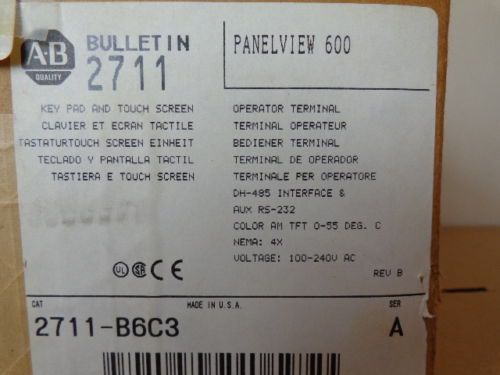 A-B
QUALITY
BULLETIN
2711
PANELVIEW 600
KEY PAD AND TOUCH SCREEN
CLAVIER ET ECRAN TACTILE
TASTATURTOUCH SCREEN EINHEIT
TECLADO Y PANTALLA TACTIL
TASTIERA E TOUCH SCREEN
OPERATOR TERMINAL
TERMINAL OPERATEUR
BEDIENER TERMINAL
TERMINAL DE OPERADOR
TERMINALE PER OPERATORE
DH-485 INTERFACE &
AUX RS-232
COLOR AM TFT 0-55 DEG. C
NEMA: 4X
VOLTAGE: 100-240V AC
REV B
UL SA CE
CAT
MADE IN U.S.A.
SER
2711-B6C3
A